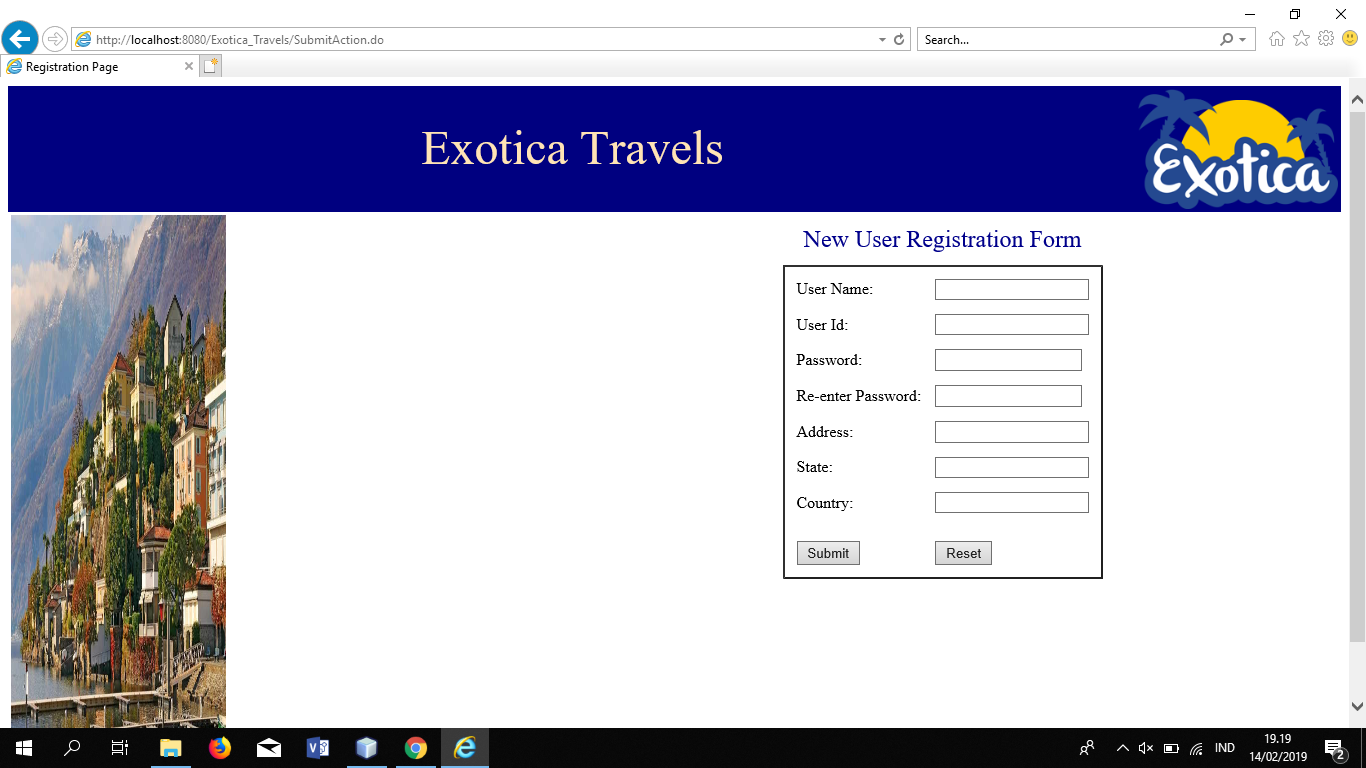 http://localhost:8080/Exotica_Travels/SubmitAction.do
Search...
Registration Page
Exotica Travels
Exotica
New User Registration Form
User Name:
User Id:
Password:
Re-enter Password:
Address:
State:
Country:
Submit Reset
IND
19.19
14/02/2019
2